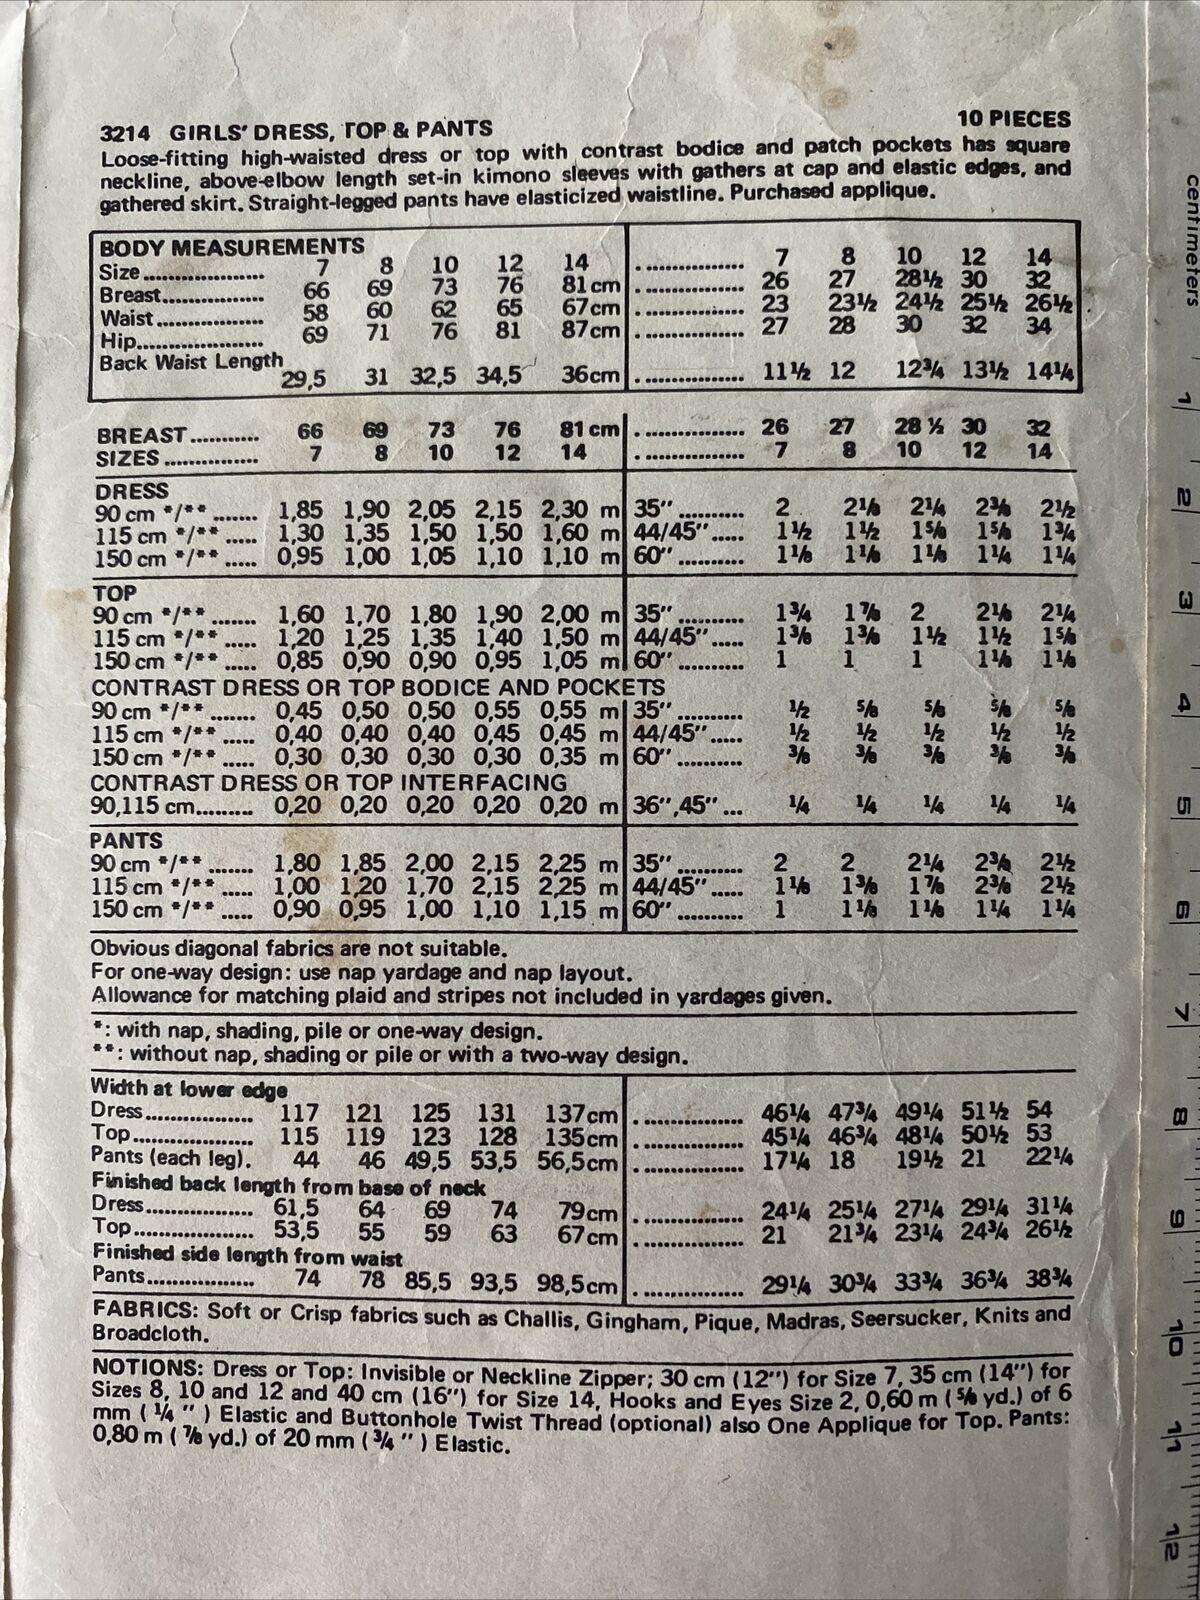 3214 GIRLS' DRESS, TOP & PANTS 10 PIECES
Loose-fitting high-waisted dress or top with contrast bodice and patch pockets has square
neckline, above-elbow length set-in kimono sleeves with gathers at cap and elastic edges, and
gathered skirt. Straight-legged pants have elasticized waistline. Purchased applique.
BODY MEASUREMENTS
Size.................... 7 8 10 12 14 . ............... 7 8 10 12 14
Breast................. 66 69 73 76 81 cm . ............... 26 27 28½ 30 32
Waist.................. 58 60 62 65 67 cm . ............... 23 23½ 24½ 25½ 26½
Hip..................... 69 71 76 81 87 cm . ............... 27 28 30 32 34
Back Waist Length
29,5 31 32,5 34,5 36cm . ............... 11½ 12 12¾ 13½ 14¼
BREAST........... 66 69 73 76 81 cm . ............... 26 27 28 ½ 30 32
SIZES ............... 7 8 10 12 14 . ............... 7 8 10 12 14
DRESS
90 cm */** ....... 1,85 1,90 2,05 2,15 2,30 m 35" ........... 2 2⅛ 2¼ 2⅜ 2½
115 cm */** ..... 1,30 1,35 1,50 1,50 1,60 m 44/45" ..... 1½ 1½ 1⅝ 1⅝ 1¾
150 cm */** ..... 0,95 1,00 1,05 1,10 1,10 m 60" ........... 1⅛ 1⅛ 1⅛ 1¼ 1¼
TOP
90 cm */** ....... 1,60 1,70 1,80 1,90 2,00 m 35" ........... 1¾ 1⅞ 2 2⅛ 2¼
115 cm */** ..... 1,20 1,25 1,35 1,40 1,50 m 44/45" ..... 1⅜ 1⅜ 1½ 1½ 1⅝
150 cm */** ..... 0,85 0,90 0,90 0,95 1,05 m 60" ........... 1 1 1 1⅛ 1⅛
CONTRAST DRESS OR TOP BODICE AND POCKETS
90 cm */** ....... 0,45 0,50 0,50 0,55 0,55 m 35" ........... ½ ⅝ ⅝ ⅝ ⅝
115 cm */** ..... 0,40 0,40 0,40 0,45 0,45 m 44/45" ..... ½ ½ ½ ½ ½
150 cm */** ..... 0,30 0,30 0,30 0,30 0,35 m 60" ........... ⅜ ⅜ ⅜ ⅜ ⅜
CONTRAST DRESS OR TOP INTERFACING
90,115 cm......... 0,20 0,20 0,20 0,20 0,20 m 36",45" ... ¼ ¼ ¼ ¼ ¼
PANTS
90 cm */** ....... 1,80 1,85 2,00 2,15 2,25 m 35" ........... 2 2 2¼ 2⅜ 2½
115 cm */** ..... 1,00 1,20 1,70 2,15 2,25 m 44/45" ..... 1⅛ 1⅜ 1⅞ 2⅜ 2½
150 cm */** ..... 0,90 0,95 1,00 1,10 1,15 m 60" ........... 1 1⅛ 1⅛ 1¼ 1¼
Obvious diagonal fabrics are not suitable.
For one-way design: use nap yardage and nap layout.
Allowance for matching plaid and stripes not included in yardages given.
*: with nap, shading, pile or one-way design.
**: without nap, shading or pile or with a two-way design.
Width at lower edge
Dress.................. 117 121 125 131 137 cm . ............... 46¼ 47¾ 49¼ 51½ 54
Top.................... 115 119 123 128 135cm . ............... 45¼ 46¾ 48¼ 50½ 53
Pants (each leg). 44 46 49,5 53,5 56,5cm . ............... 17¼ 18 19½ 21 22¼
Finished back length from base of neck
Dress.................. 61,5 64 69 74 79cm . ............... 24¼ 25¼ 27¼ 29¼ 31¼
Top.................... 53,5 55 59 63 67cm . ............... 21 21¾ 23¼ 24¾ 26½
Finished side length from waist
Pants.................. 74 78 85,5 93,5 98,5cm . ............... 29¼ 30¾ 33¾ 36¾ 38¾
FABRICS: Soft or Crisp fabrics such as Challis, Gingham, Pique, Madras, Seersucker, Knits and
Broadcloth.
NOTIONS: Dress or Top: Invisible or Neckline Zipper; 30 cm (12") for Size 7, 35 cm (14") for
Sizes 8, 10 and 12 and 40 cm (16") for Size 14, Hooks and Eyes Size 2, 0,60 m ( ⅝ yd.) of 6
mm ( ¼ " ) Elastic and Buttonhole Twist Thread (optional) also One Applique for Top. Pants:
0,80 m ( ⅞ yd.) of 20 mm ( ¾ " ) Elastic.
centimeters
1
2
3
4
5
6
7
8
9
10
11
12